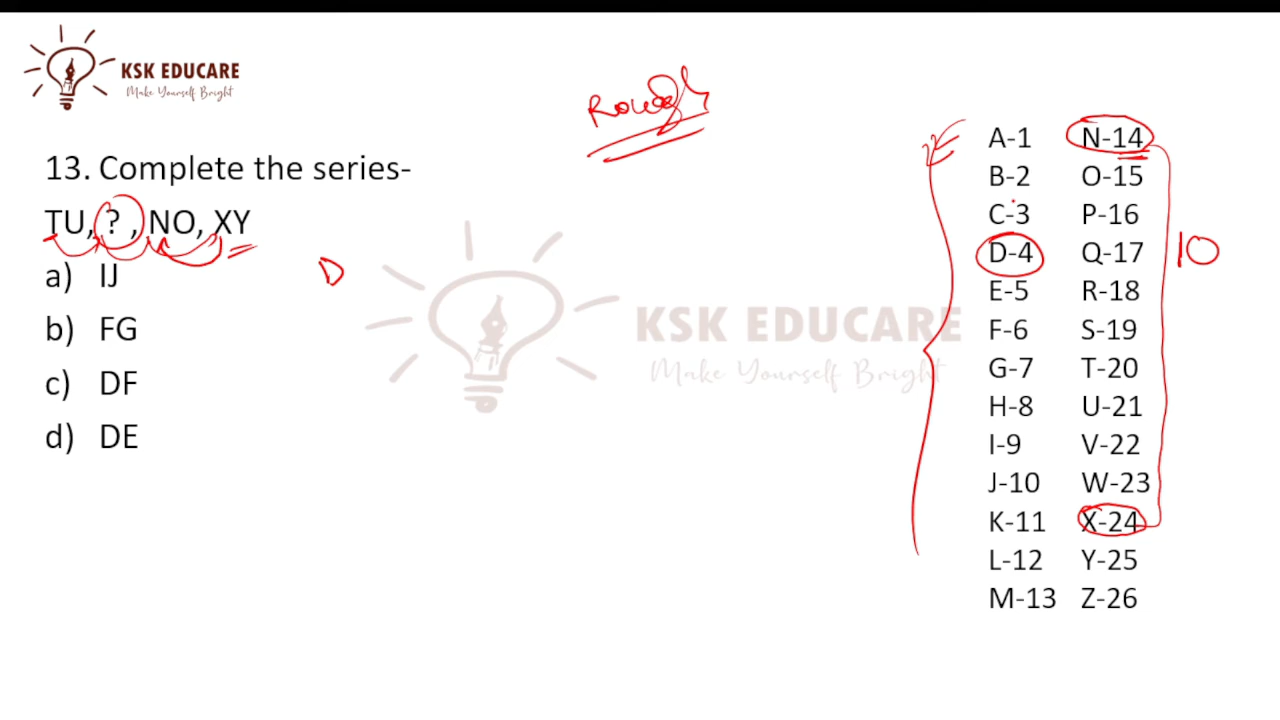 KSK EDUCARE
Make Yourself Bright
Rough
13. Complete the series-
TU, ? , NO, XY
a) IJ
b) FG
c) DF
d) DE
D
KSK EDUCARE
Make Yourself Bright
A-1 N-14
B-2 O-15
C-3 P-16
D-4 Q-17
E-5 R-18
F-6 S-19
G-7 T-20
H-8 U-21
I-9 V-22
J-10 W-23
K-11 X-24
L-12 Y-25
M-13 Z-26
10